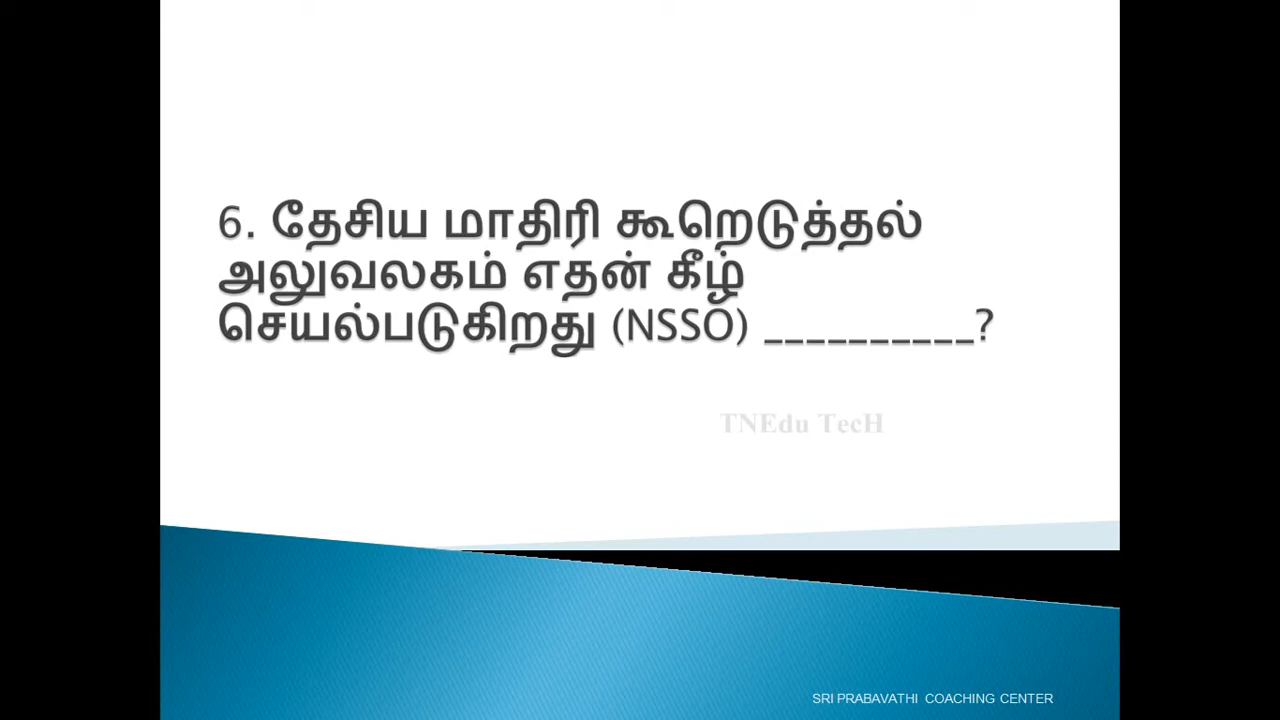 6. தேசிய மாதிரி கூறெடுத்தல்
அலுவலகம் எதன் கீழ்
செயல்படுகிறது (NSSO) __________?
TNEdu TecH
SRI PRABAVATHI COACHING CENTER